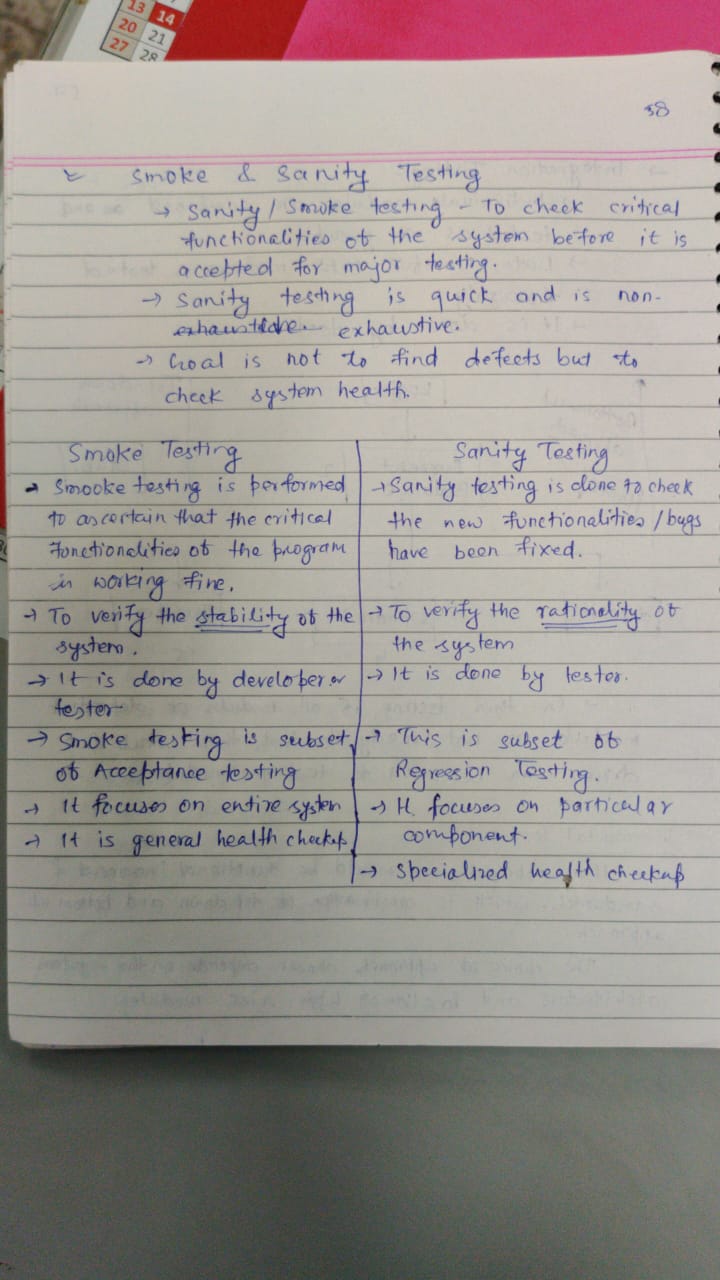 13 14
20 21
27 28
38
Smoke & Sanity Testing
→ Sanity / Smoke testing - To check critical
functionalities of the system before it is
accepted for major testing.
→ Sanity testing is quick and is non-
exhaustive.
→ Goal is not to find defects but to
check system health.
Smoke Testing
→ Smooke testing is performed
to ascertain that the critical
functionalities of the program
is working fine.
→ To verify the stability of the
system.
→ It is done by developer or
tester
→ Smoke testing is subset
of Acceptance testing
→ It focuses on entire system
→ It is general health checkup
Sanity Testing
→ Sanity testing is done to check
the new functionalities / bugs
have been fixed.
→ To verify the rationality of
the system
→ It is done by tester.
→ This is subset of
Regression Testing.
→ It focuses on particular
component.
→ specialized health checkup